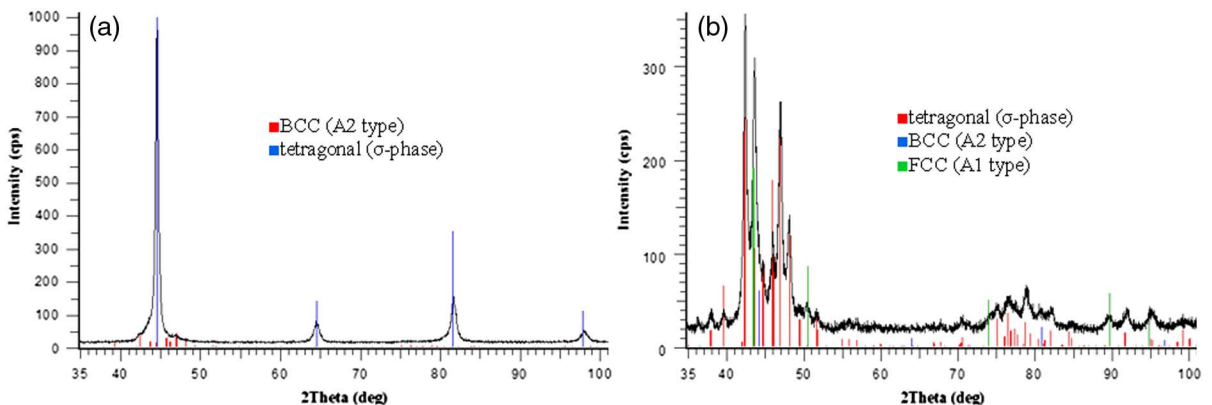 (a)
1000
900
800
700
600
500
400
300
200
100
0
Intensity (cps)
BCC (A2 type)
tetragonal (σ-phase)
35 40 50 60 70 80 90 100
2Theta (deg)
(b)
300
200
100
0
Intensity (cps)
tetragonal (σ-phase)
BCC (A2 type)
FCC (A1 type)
35 40 50 60 70 80 90 100
2Theta (deg)